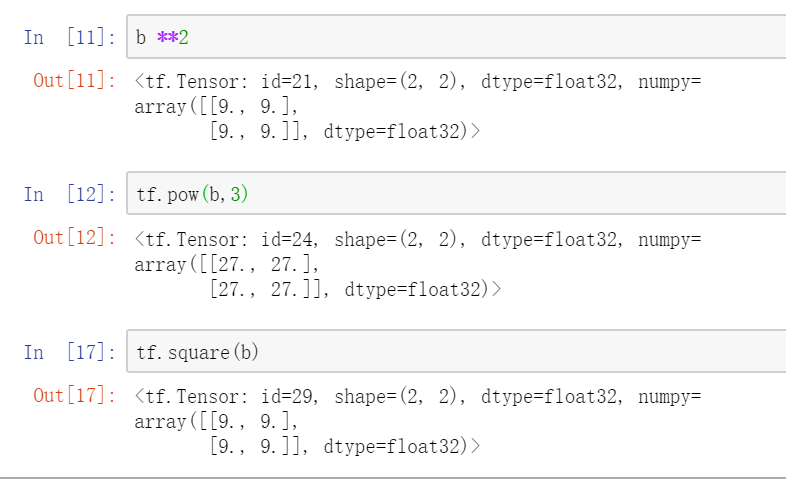 In [11]: b **2
Out[11]: <tf.Tensor: id=21, shape=(2, 2), dtype=float32, numpy=
array([[9., 9.],
[9., 9.]], dtype=float32)>
In [12]: tf.pow(b,3)
Out[12]: <tf.Tensor: id=24, shape=(2, 2), dtype=float32, numpy=
array([[27., 27.],
[27., 27.]], dtype=float32)>
In [17]: tf.square(b)
Out[17]: <tf.Tensor: id=29, shape=(2, 2), dtype=float32, numpy=
array([[9., 9.],
[9., 9.]], dtype=float32)>